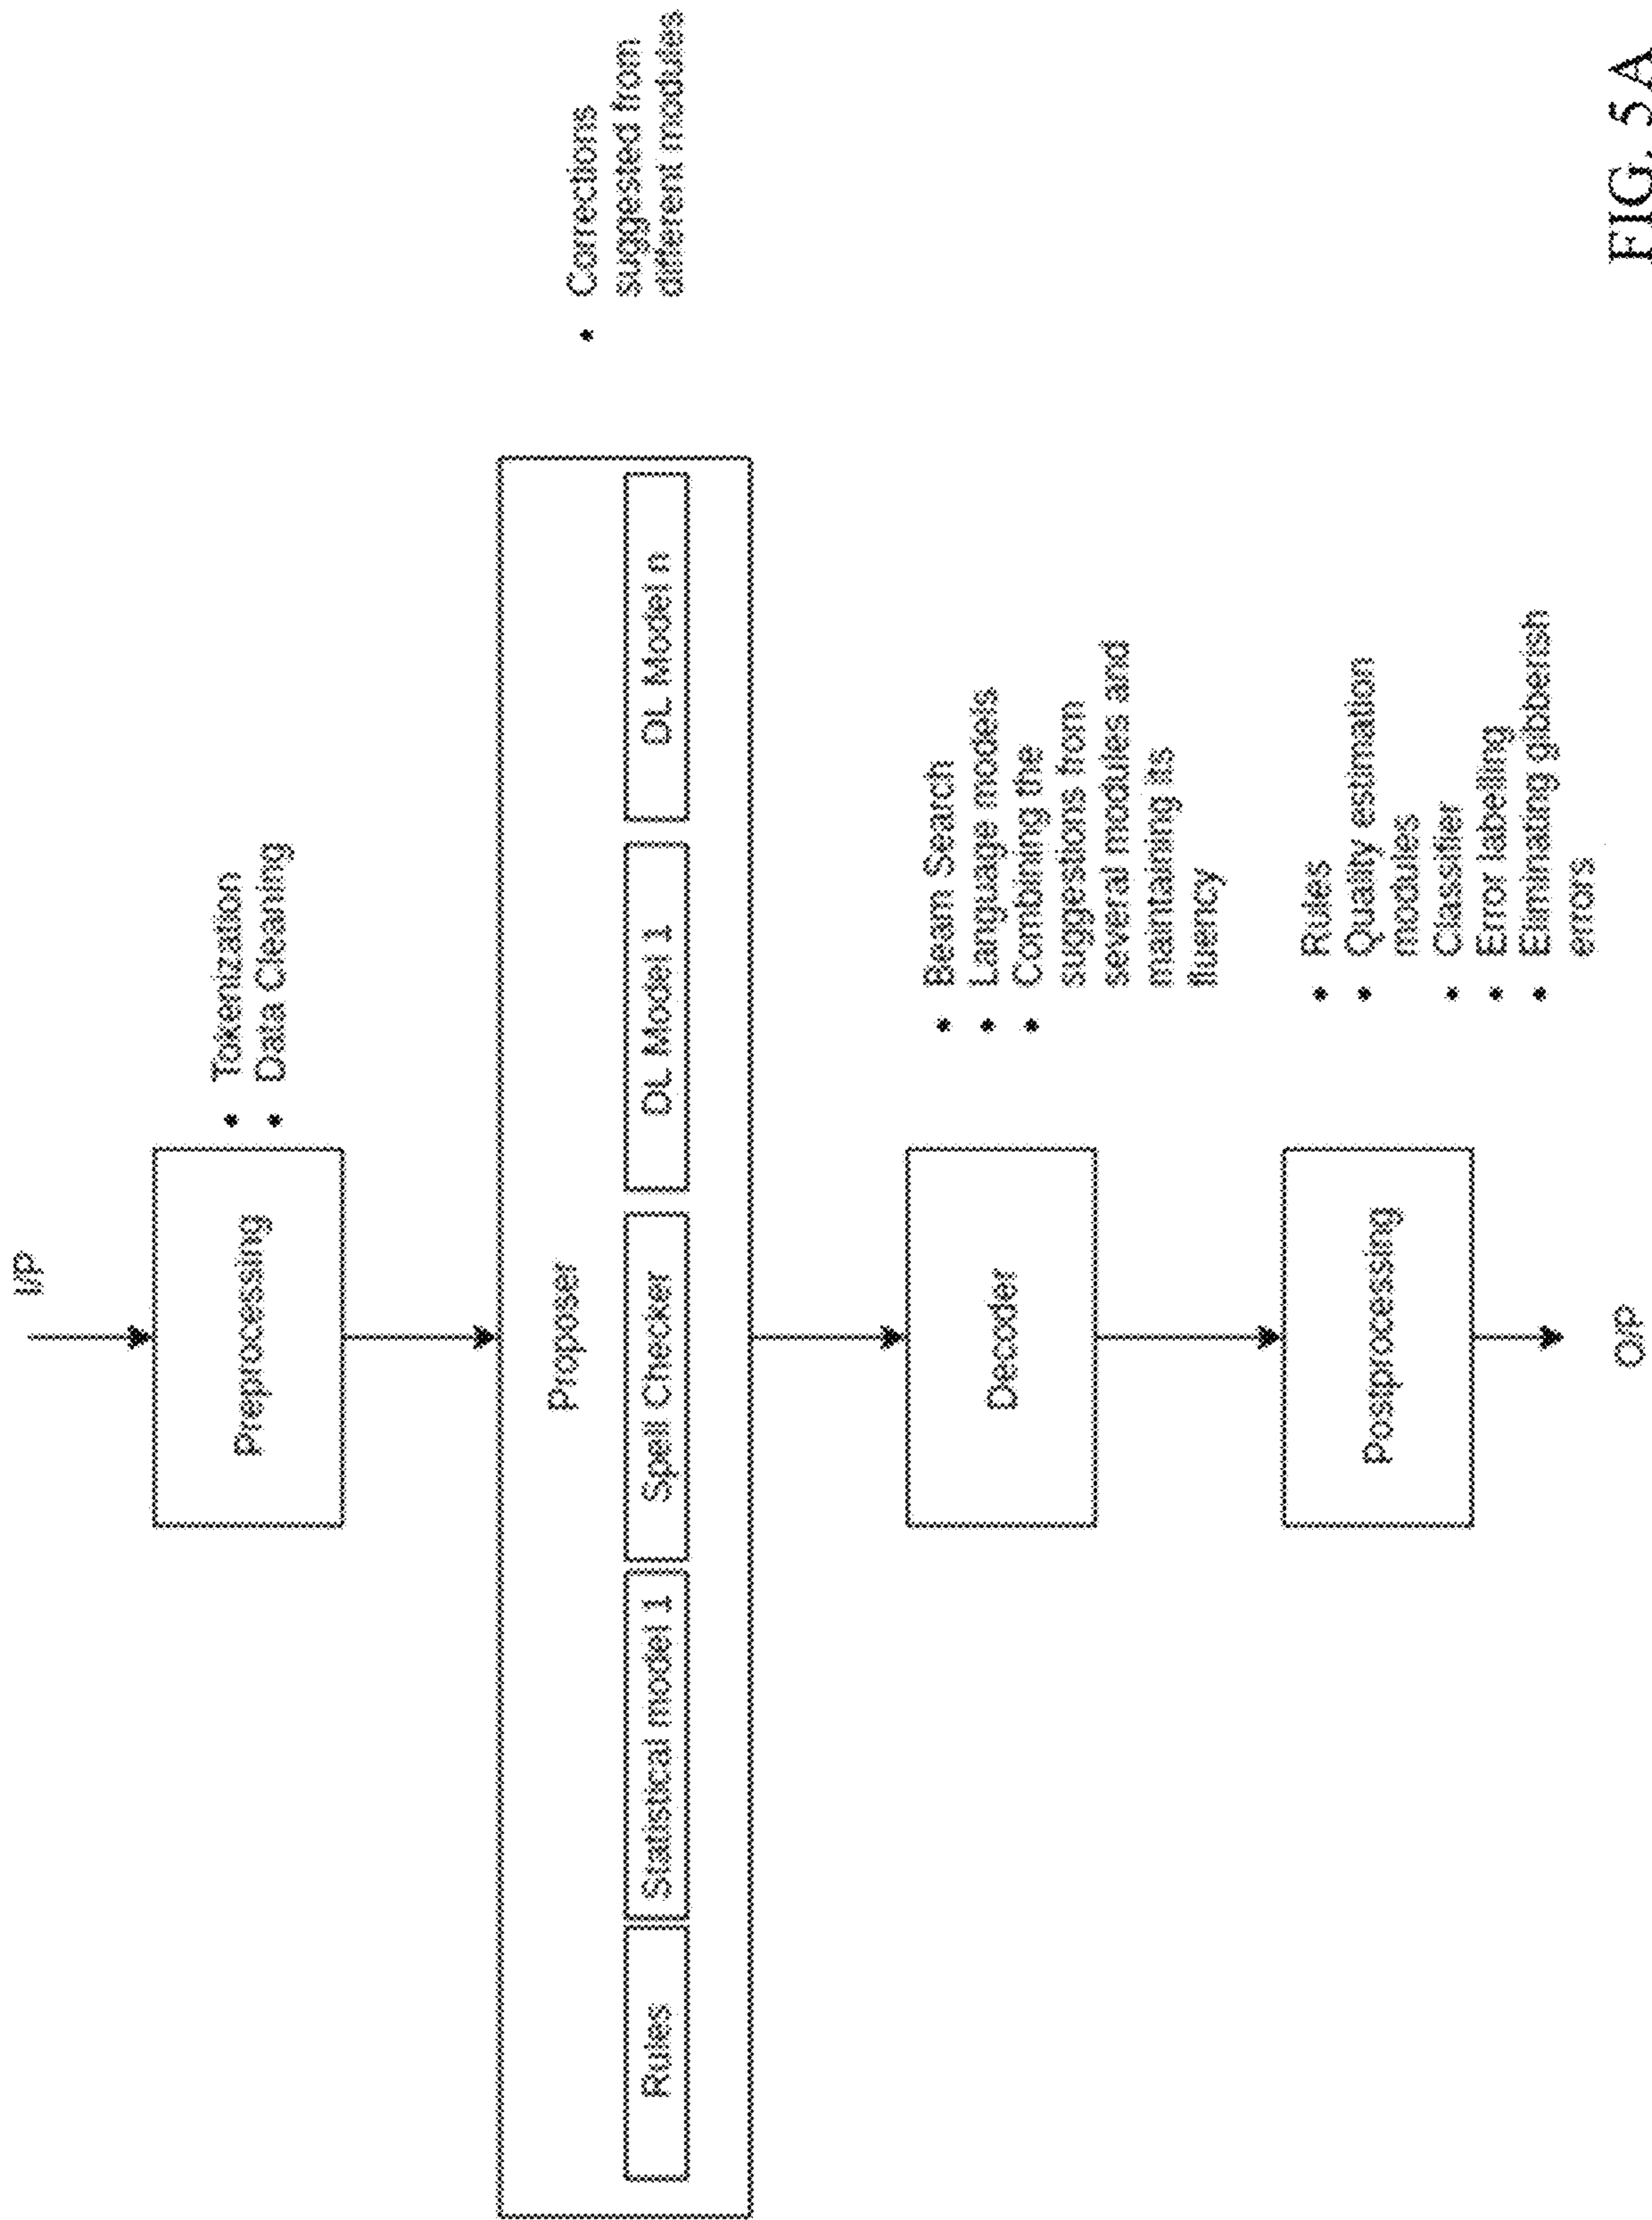 I/P
Preprocessing
• Tokenization
• Data Cleaning
Proposer
Rules
Statistical model 1
Spell Checker
DL Model 1
DL Model n
• Corrections
suggested from
different modules
Decoder
• Beam Search
• Language models
• Combining the
suggestions from
several modules and
maintaining its
fluency
Postprocessing
• Rules
• Quality estimation
modules
• Classifier
• Error labelling
• Eliminating gibberish
errors
O/P
FIG. 5A